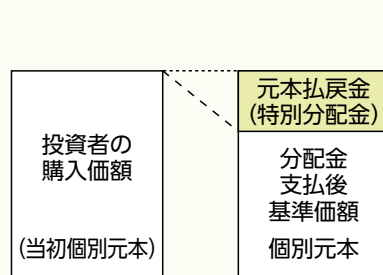 投資者の
購入価額
(当初個別元本)
元本払戻金
(特別分配金)
分配金
支払後
基準価額
個別元本